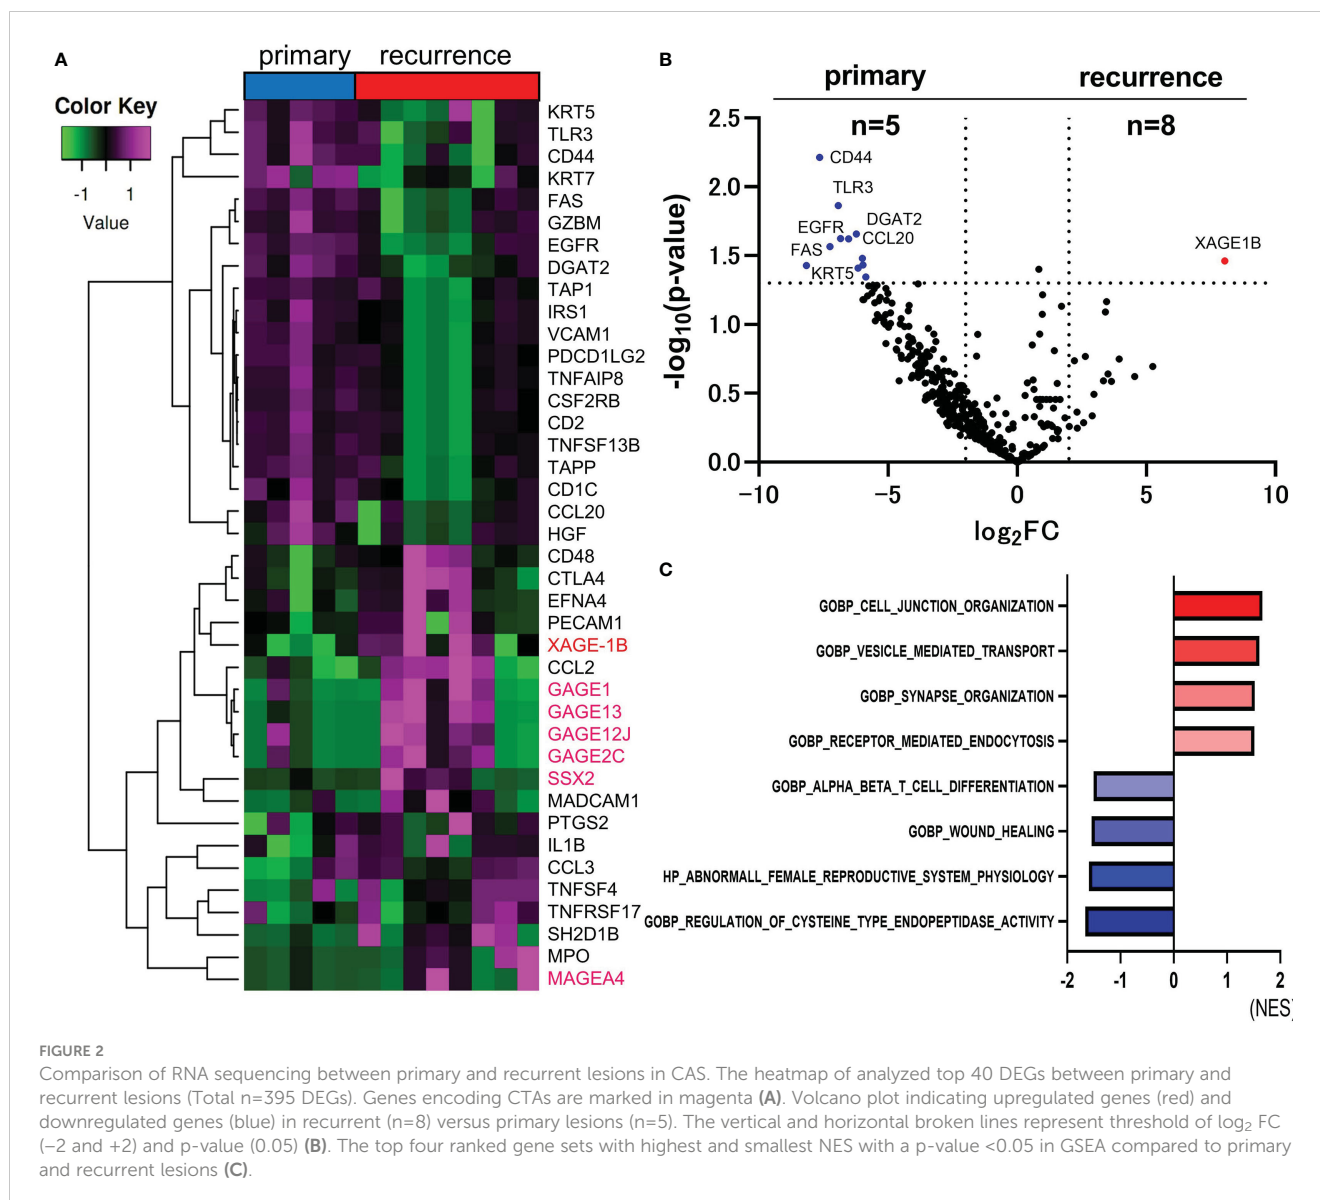 A
primary recurrence
Color Key
-1 1
Value
KRT5
TLR3
CD44
KRT7
FAS
GZBM
EGFR
DGAT2
TAP1
IRS1
VCAM1
PDCD1LG2
TNFAIP8
CSF2RB
CD2
TNFSF13B
TAPP
CD1C
CCL20
HGF
CD48
CTLA4
EFNA4
PECAM1
XAGE-1B
CCL2
GAGE1
GAGE13
GAGE12J
GAGE2C
SSX2
MADCAM1
PTGS2
IL1B
CCL3
TNFSF4
TNFRSF17
SH2D1B
MPO
MAGEA4
B
primary recurrence
n=5 n=8
-log10(p-value)
2.5
2.0
1.5
1.0
0.5
0.0
CD44
TLR3
DGAT2
EGFR
CCL20
FAS
KRT5
XAGE1B
−10 −5 0 5 10
log₂FC
C
GOBP_CELL_JUNCTION_ORGANIZATION
GOBP_VESICLE_MEDIATED_TRANSPORT
GOBP_SYNAPSE_ORGANIZATION
GOBP_RECEPTOR_MEDIATED_ENDOCYTOSIS
GOBP_ALPHA_BETA_T_CELL_DIFFERENTIATION
GOBP_WOUND_HEALING
HP_ABNORMALL_FEMALE_REPRODUCTIVE_SYSTEM_PHYSIOLOGY
GOBP_REGULATION_OF_CYSTEINE_TYPE_ENDOPEPTIDASE_ACTIVITY
-2 -1 0 1 2
(NES)
FIGURE 2
Comparison of RNA sequencing between primary and recurrent lesions in CAS. The heatmap of analyzed top 40 DEGs between primary and
recurrent lesions (Total n=395 DEGs). Genes encoding CTAs are marked in magenta (A). Volcano plot indicating upregulated genes (red) and
downregulated genes (blue) in recurrent (n=8) versus primary lesions (n=5). The vertical and horizontal broken lines represent threshold of log₂ FC
(−2 and +2) and p-value (0.05) (B). The top four ranked gene sets with highest and smallest NES with a p-value <0.05 in GSEA compared to primary
and recurrent lesions (C).